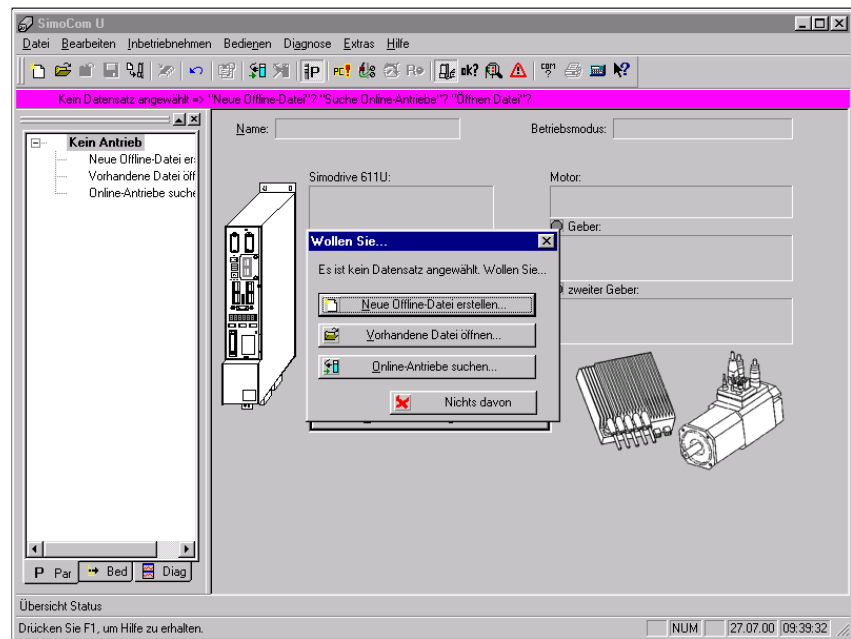 SimoCom U
Datei Bearbeiten Inbetriebnehmen Bedienen Diagnose Extras Hilfe
Kein Datensatz angewählt => "Neue Offline-Datei"? "Suche Online-Antriebe"? "Öffnen Datei"?
Kein Antrieb
Neue Offline-Datei er
Vorhandene Datei öff
Online-Antriebe suche
Name:
Betriebsmodus:
Simodrive 611U:
Motor:
Geber:
zweiter Geber:
Wollen Sie...
Es ist kein Datensatz angewählt. Wollen Sie...
Neue Offline-Datei erstellen...
Vorhandene Datei öffnen...
Online-Antriebe suchen...
Nichts davon
P Par Bed Diag
Übersicht Status
Drücken Sie F1, um Hilfe zu erhalten.
NUM 27.07.00 09:39:32